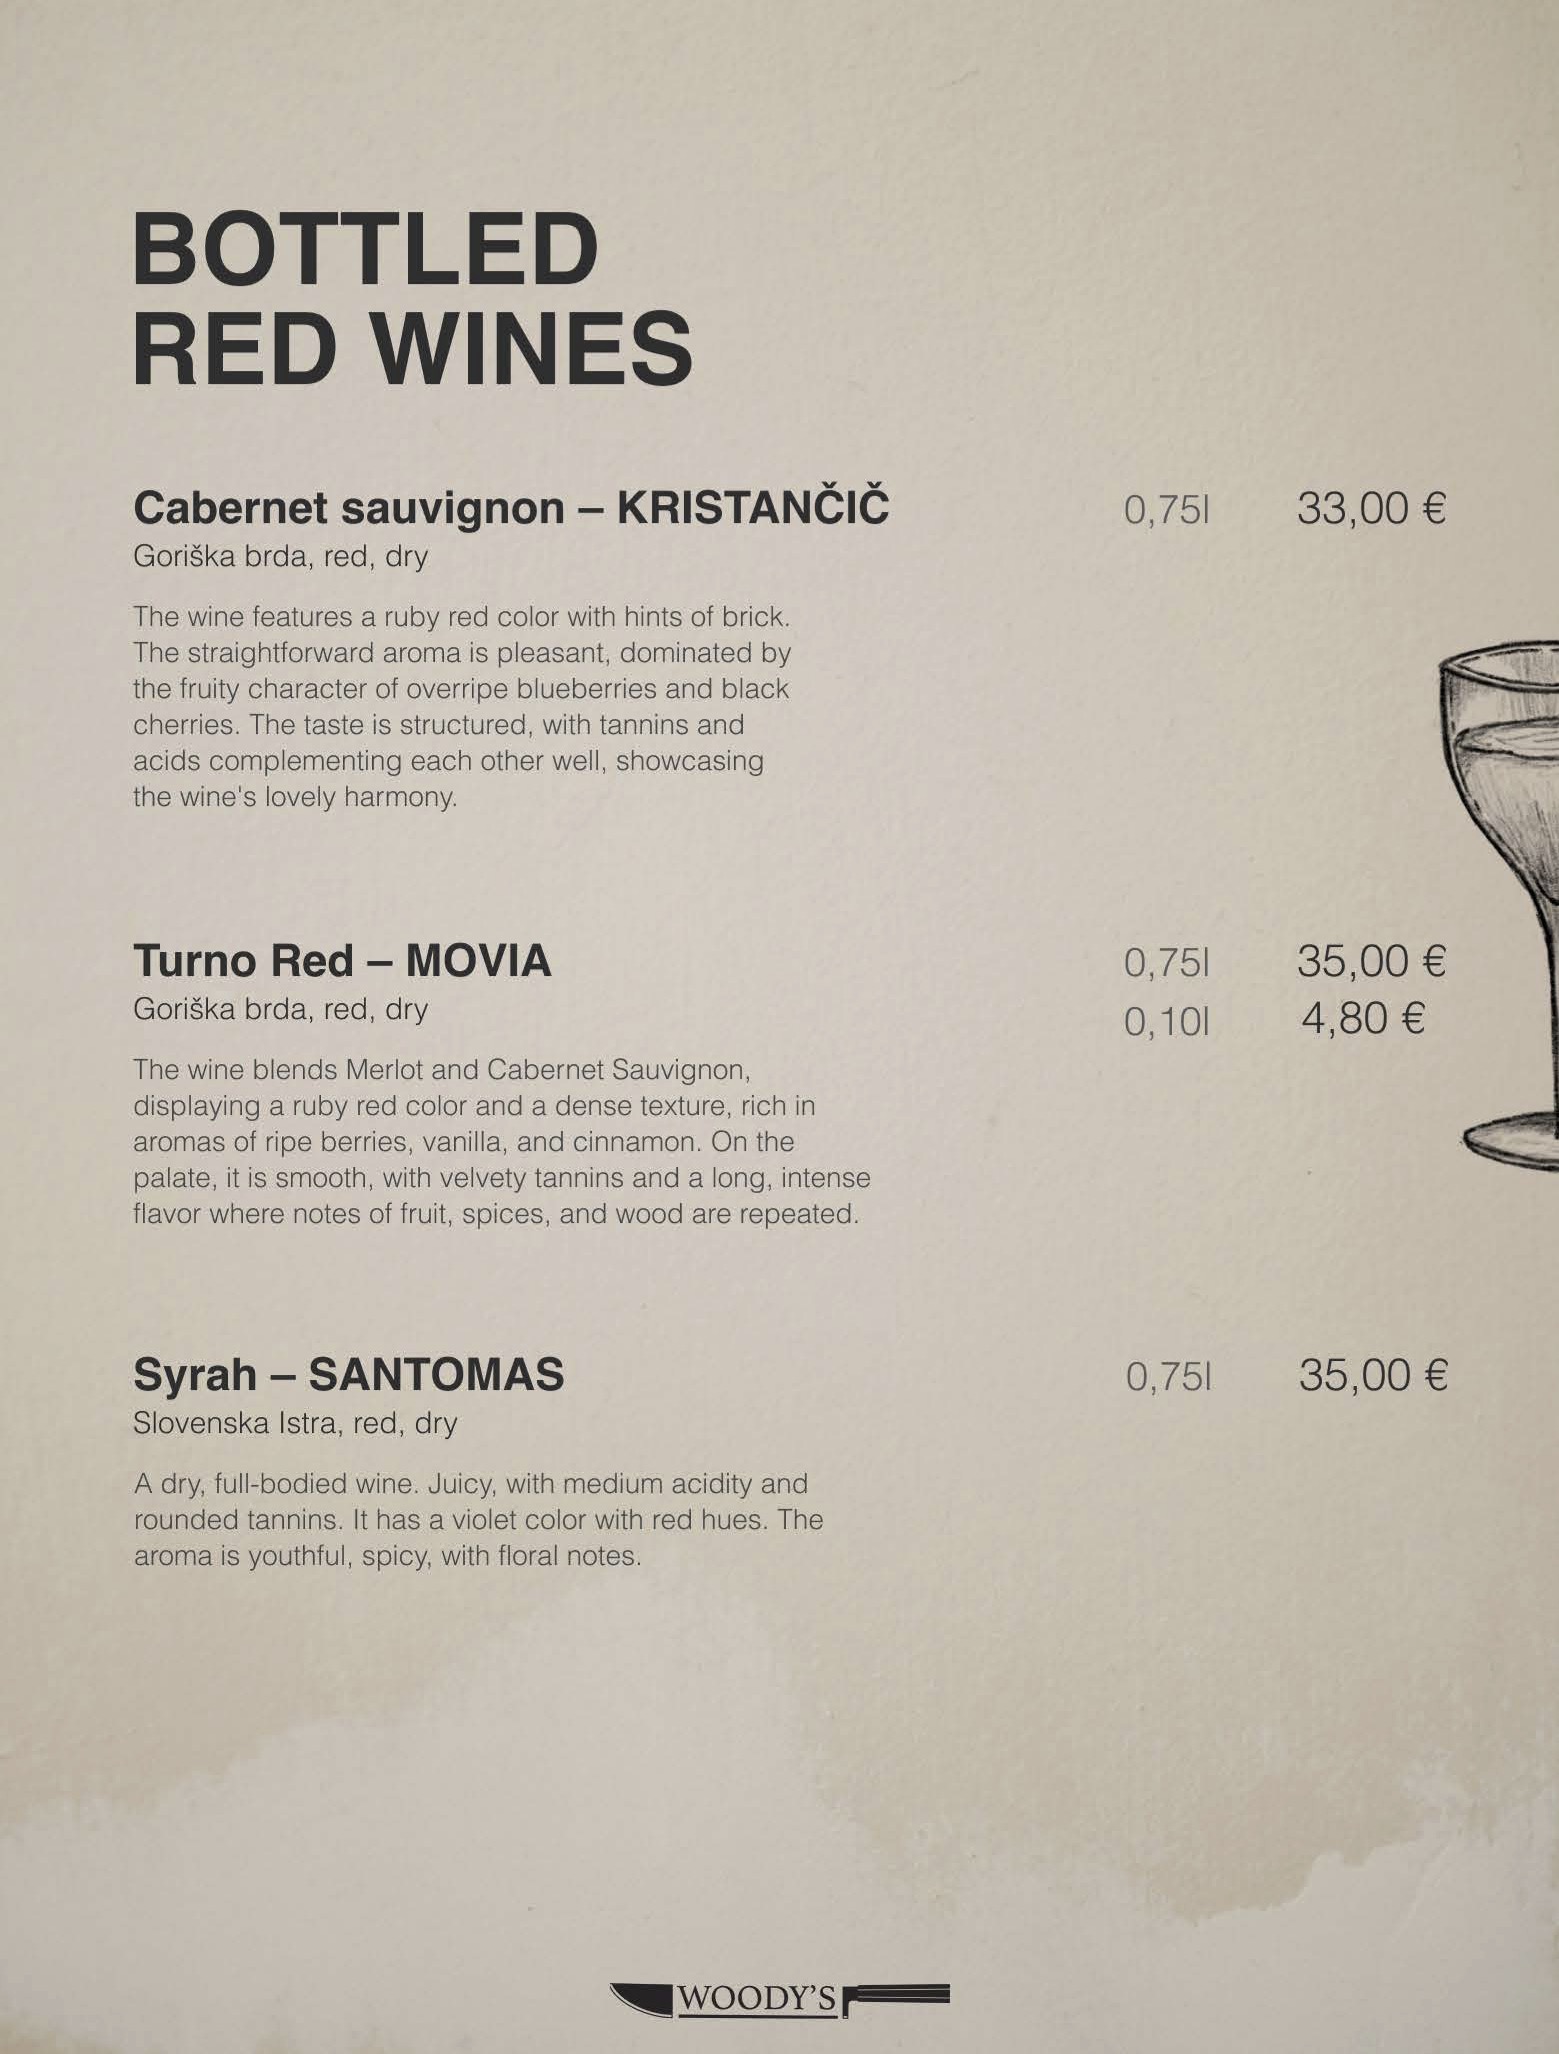 BOTTLED
RED WINES
Cabernet sauvignon – KRISTANČIČ 0,75l 33,00 €
Goriška brda, red, dry
The wine features a ruby red color with hints of brick.
The straightforward aroma is pleasant, dominated by
the fruity character of overripe blueberries and black
cherries. The taste is structured, with tannins and
acids complementing each other well, showcasing
the wine's lovely harmony.
Turno Red – MOVIA 0,75l 35,00 €
Goriška brda, red, dry 0,10l 4,80 €
The wine blends Merlot and Cabernet Sauvignon,
displaying a ruby red color and a dense texture, rich in
aromas of ripe berries, vanilla, and cinnamon. On the
palate, it is smooth, with velvety tannins and a long, intense
flavor where notes of fruit, spices, and wood are repeated.
Syrah – SANTOMAS 0,75l 35,00 €
Slovenska Istra, red, dry
A dry, full-bodied wine. Juicy, with medium acidity and
rounded tannins. It has a violet color with red hues. The
aroma is youthful, spicy, with floral notes.
WOODY'S